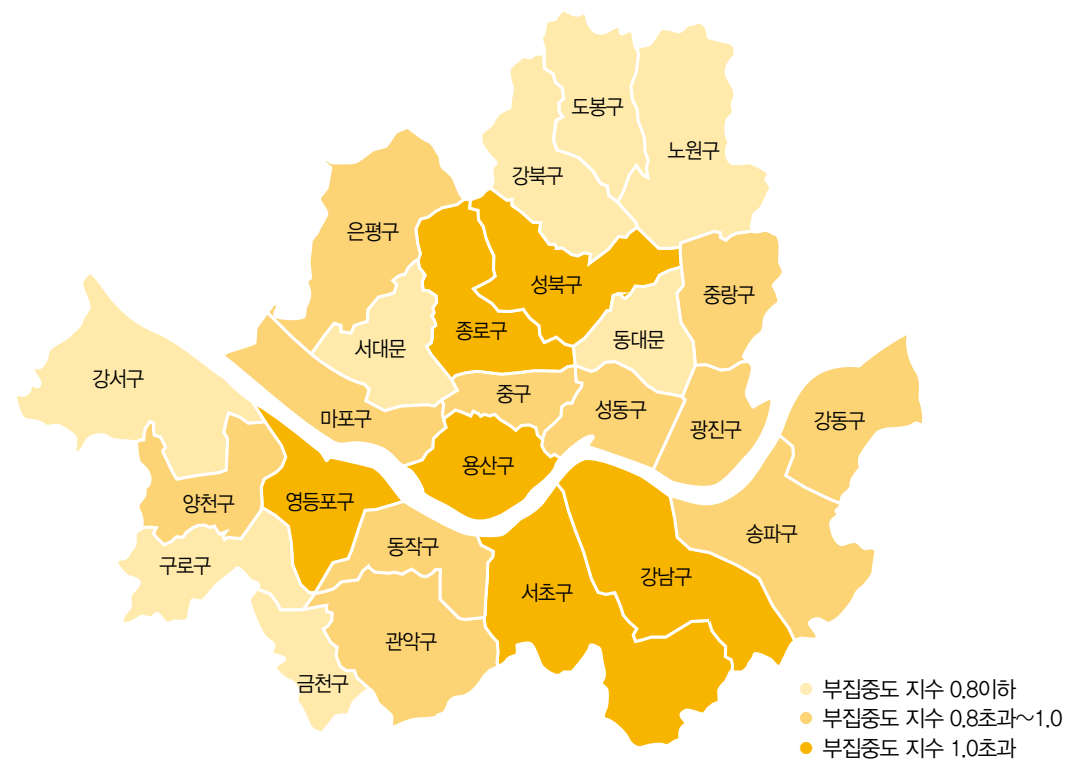 도봉구
노원구
강북구
은평구
성북구
중랑구
종로구
동대문
서대문
강서구
중구
성동구
마포구
강동구
광진구
용산구
영등포구
양천구
송파구
동작구
구로구
강남구
서초구
관악구
금천구
부집중도 지수 0.8이하
부집중도 지수 0.8초과~1.0
부집중도 지수 1.0초과